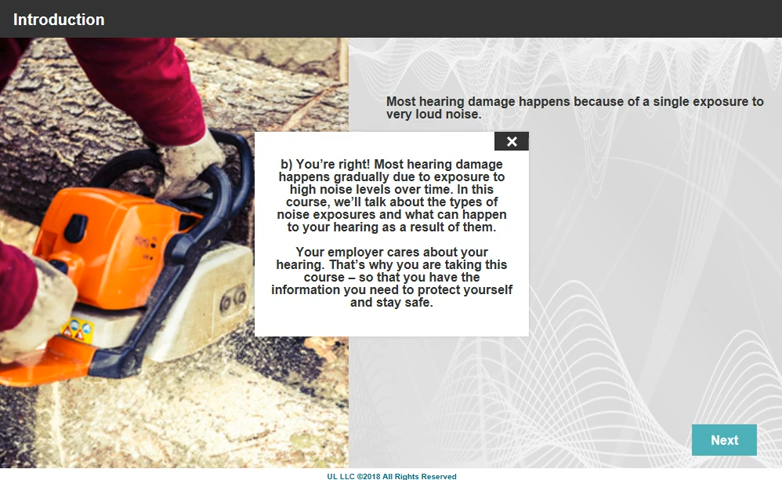 Introduction
Most hearing damage happens because of a single exposure to
very loud noise.
b) You’re right! Most hearing damage
happens gradually due to exposure to
high noise levels over time. In this
course, we’ll talk about the types of
noise exposures and what can happen
to your hearing as a result of them.
Your employer cares about your
hearing. That’s why you are taking this
course – so that you have the
information you need to protect yourself
and stay safe.
Next
UL LLC ©2018 All Rights Reserved